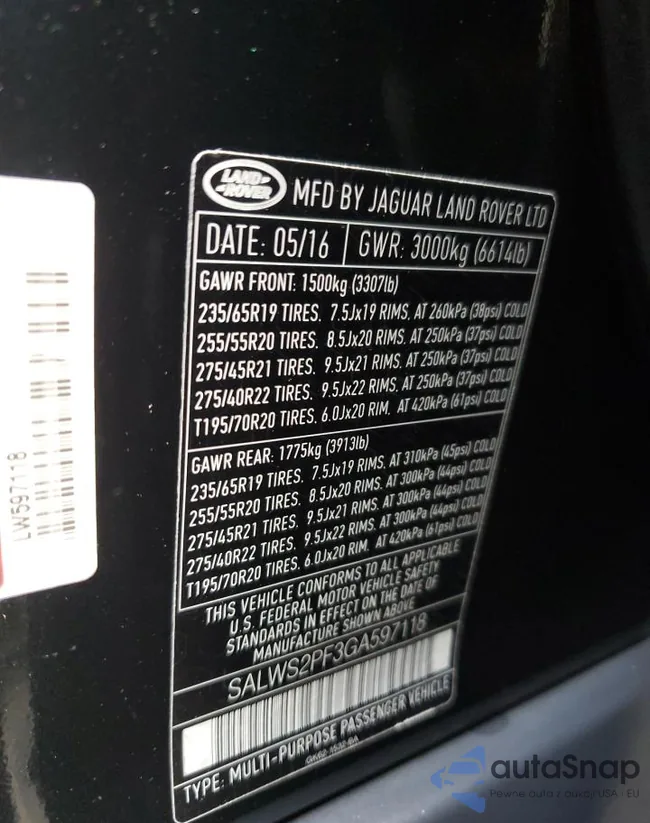 LAND ROVER
MFD BY JAGUAR LAND ROVER LTD
DATE: 05/16 GWR: 3000kg (6614lb)
GAWR FRONT: 1500kg (3307lb)
235/65R19 TIRES. 7.5Jx19 RIMS, AT 260kPa (38psi) COLD
255/55R20 TIRES. 8.5Jx20 RIMS, AT 250kPa (37psi) COLD
275/45R21 TIRES. 9.5Jx21 RIMS, AT 250kPa (37psi) COLD
275/40R22 TIRES. 9.5Jx22 RIMS, AT 250kPa (37psi) COLD
T195/70R20 TIRES. 6.0Jx20 RIM, AT 420kPa (61psi) COLD
GAWR REAR: 1775kg (3913lb)
235/65R19 TIRES. 7.5Jx19 RIMS, AT 310kPa (45psi) COLD
255/55R20 TIRES. 8.5Jx20 RIMS, AT 300kPa (44psi) COLD
275/45R21 TIRES. 9.5Jx21 RIMS, AT 300kPa (44psi) COLD
275/40R22 TIRES. 9.5Jx22 RIMS, AT 300kPa (44psi) COLD
T195/70R20 TIRES. 6.0Jx20 RIM, AT 420kPa (61psi) COLD
THIS VEHICLE CONFORMS TO ALL APPLICABLE
U.S. FEDERAL MOTOR VEHICLE SAFETY
STANDARDS IN EFFECT ON THE DATE OF
MANUFACTURE SHOWN ABOVE
SALWS2PF3GA597118
TYPE: MULTI-PURPOSE PASSENGER VEHICLE
LW597118
autaSnap
Pewne auta z aukcji USA - EU